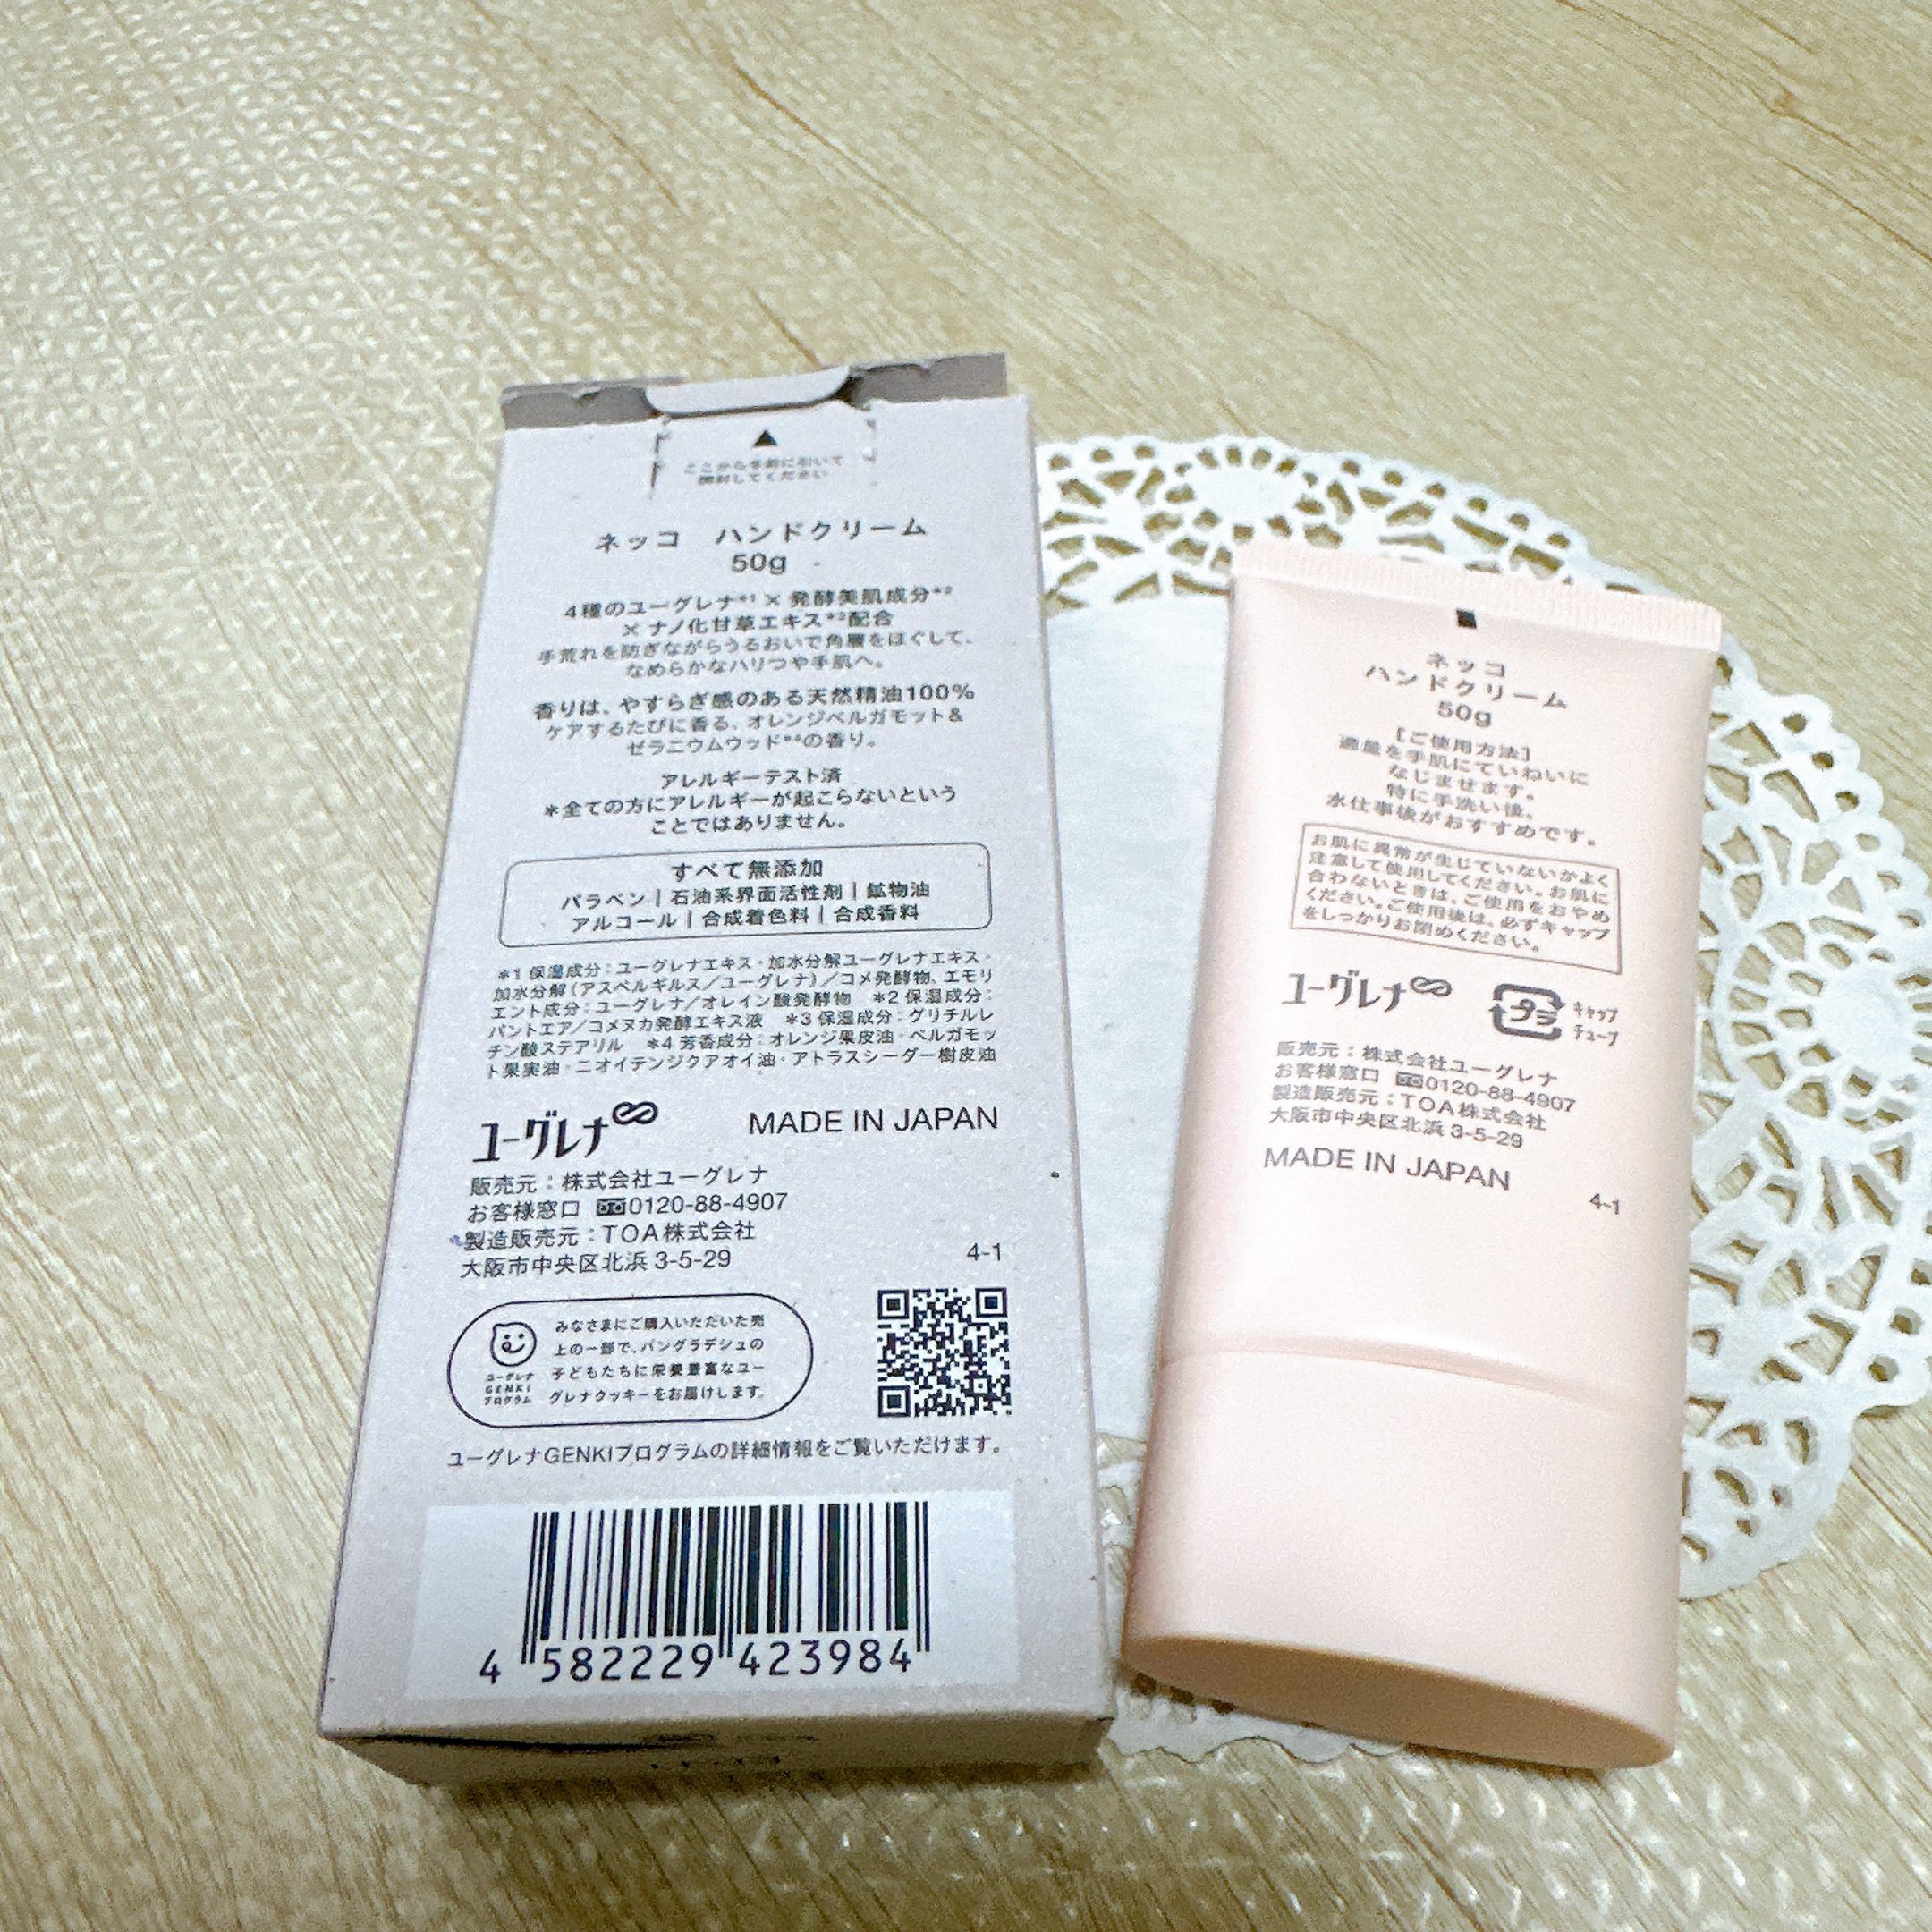 ここから手前に引いて
開封してください
ネッコ ハンドクリーム
50g
4種のユーグレナ*1×発酵美肌成分*2
×ナノ化甘草エキス*3配合
手荒れを防ぎながらうるおいで角層をほぐして、
なめらかなハリつや手肌へ。
香りは、やすらぎ感のある天然精油100%
ケアするたびに香る、オレンジベルガモット&
ゼラニウムウッド*4の香り。
アレルギーテスト済
*全ての方にアレルギーが起こらないという
ことではありません。
すべて無添加
パラベン|石油系界面活性剤|鉱物油
アルコール|合成着色料|合成香料
*1 保湿成分:ユーグレナエキス・加水分解ユーグレナエキス・
加水分解(アスペルギルス/ユーグレナ)/コメ発酵物、エモリ
エント成分:ユーグレナ/オレイン酸発酵物 *2 保湿成分:
パントエア/コメヌカ発酵エキス液 *3 保湿成分:グリチルレ
チン酸ステアリル *4 芳香成分:オレンジ果皮油・ベルガモッ
ト果実油・ニオイテンジクアオイ油・アトラスシーダー樹皮油
ユーグレナ
MADE IN JAPAN
販売元:株式会社ユーグレナ
お客様窓口 0120-88-4907
製造販売元:TOA株式会社
大阪市中央区北浜 3-5-29
4-1
ユーグレナ
GENKI
プログラム
みなさまにご購入いただいた売
上の一部で、バングラデシュの
子どもたちに栄養豊富なユー
グレナクッキーをお届けします。
ユーグレナGENKIプログラムの詳細情報をご覧いただけます。
4 582229 423984
ネッコ
ハンドクリーム
50g
[ご使用方法]
適量を手肌にていねいに
なじませます。
特に手洗い後、
水仕事後がおすすめです。
お肌に異常が生じていないかよく
注意して使用してください。お肌に
合わないときは、ご使用をおやめ
ください。ご使用後は、必ずキャップ
をしっかりお閉めください。
ユーグレナ
プラ
キャップ
チューブ
販売元:株式会社ユーグレナ
お客様窓口 0120-88-4907
製造販売元:TOA株式会社
大阪市中央区北浜 3-5-29
MADE IN JAPAN
4-1